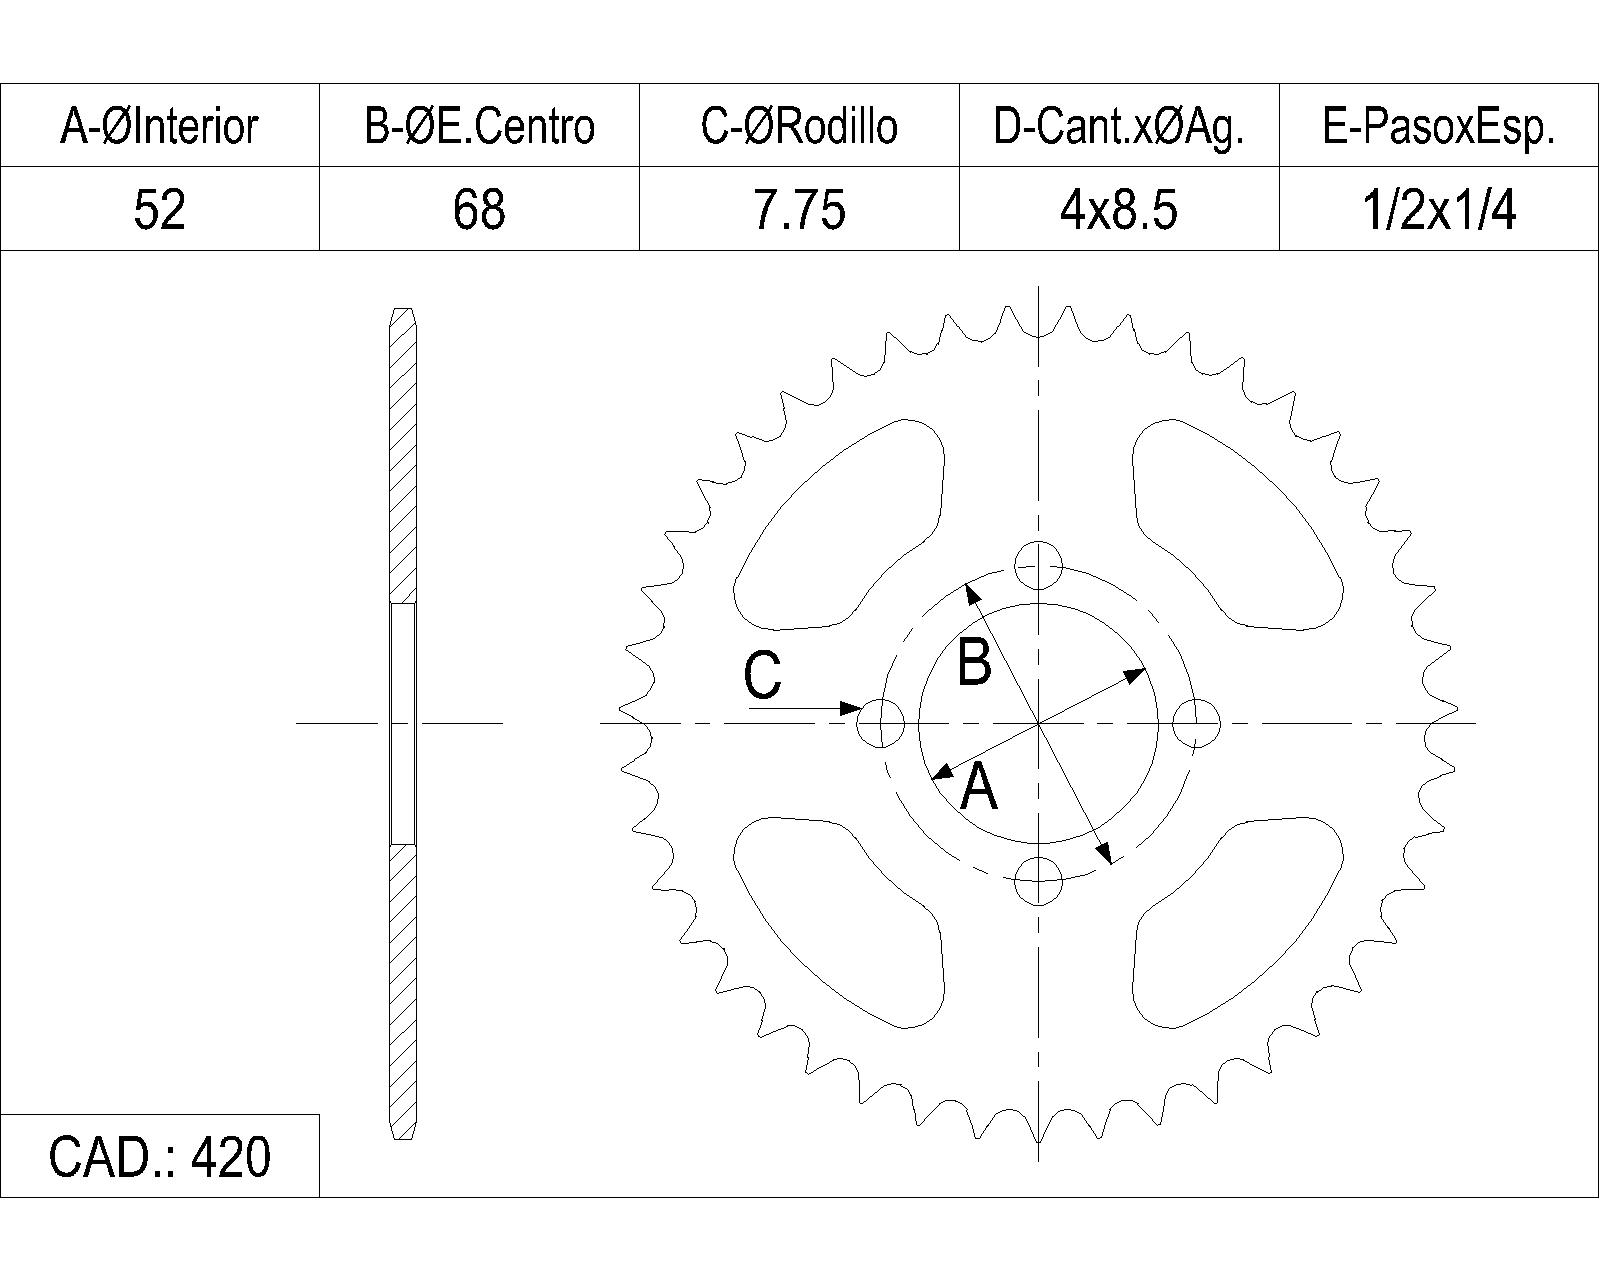 A-ØInterior B-ØE.Centro C-ØRodillo D-Cant.xØAg. E-PasoxEsp.
52 68 7.75 4x8.5 1/2x1/4
B
C
A
CAD.: 420